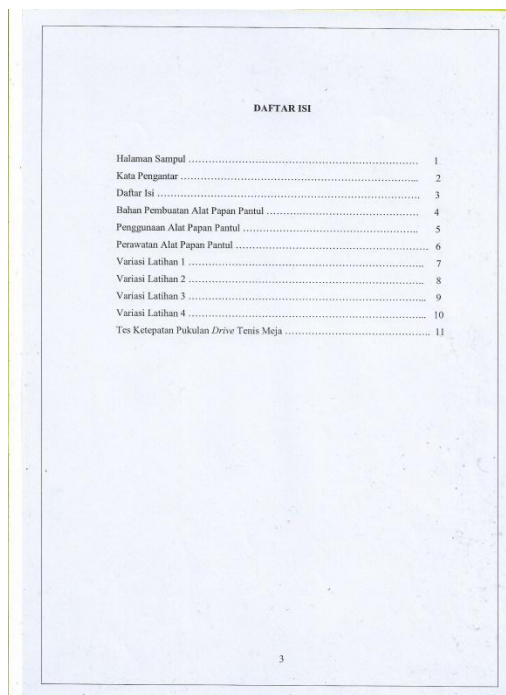 DAFTAR ISI
Halaman Sampul .......................................................................... 1
Kata Pengantar ............................................................................. 2
Daftar Isi ..................................................................................... 3
Bahan Pembuatan Alat Papan Pantul ................................................. 4
Penggunaan Alat Papan Pantul ........................................................ 5
Perawatan Alat Papan Pantul ............................................................. 6
Variasi Latihan 1 ........................................................................... 7
Variasi Latihan 2 ........................................................................... 8
Variasi Latihan 3 ............................................................................ 9
Variasi Latihan 4 ............................................................................ 10
Tes Ketepatan Pukulan Drive Tenis Meja .............................................. 11
3